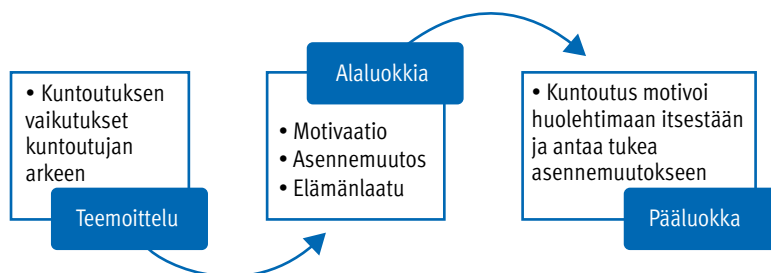 • Kuntoutuksen
vaikutukset
kuntoutujan
arkeen
Teemoittelu
Alaluokkia
• Motivaatio
• Asennemuutos
• Elämänlaatu
• Kuntoutus motivoi
huolehtimaan itsestään
ja antaa tukea
asennemuutokseen
Pääluokka